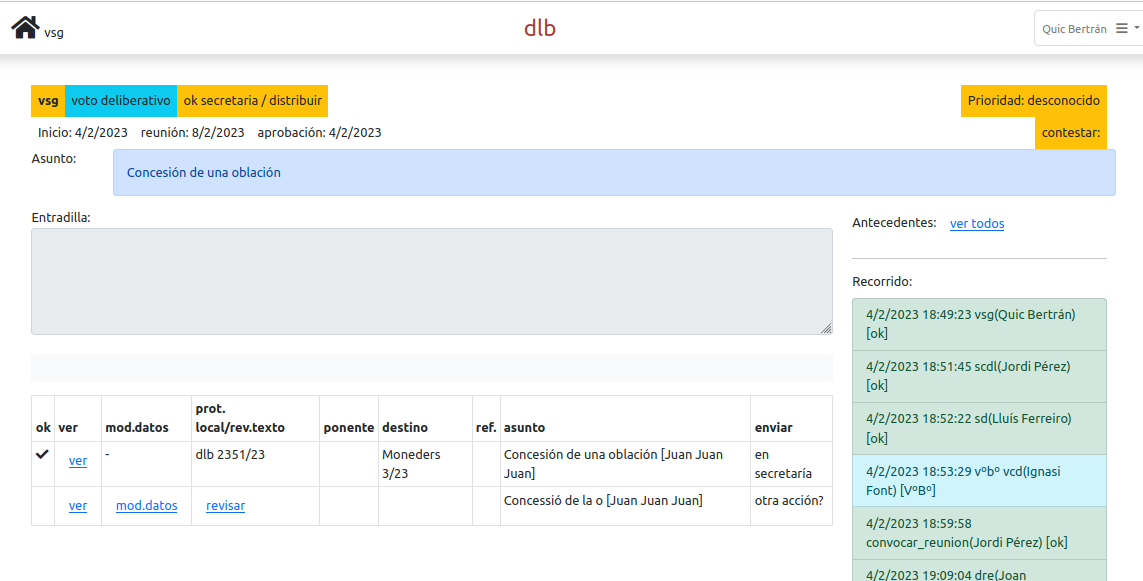 vsg
dlb
Quic Bertrán
vsg voto deliberativo ok secretaria / distribuir
Prioridad: desconocido
Inicio: 4/2/2023 reunión: 8/2/2023 aprobación: 4/2/2023
contestar:
Asunto:
Concesión de una oblación
Entradilla:
Antecedentes: ver todos
Recorrido:
4/2/2023 18:49:23 vsg(Quic Bertrán)
[ok]
4/2/2023 18:51:45 scdl(Jordi Pérez)
[ok]
4/2/2023 18:52:22 sd(Lluís Ferreiro)
[ok]
4/2/2023 18:53:29 vºbº vcd(Ignasi
Font) [VºBº]
4/2/2023 18:59:58
convocar_reunion(Jordi Pérez) [ok]
4/2/2023 19:09:04 dre(Joan
ok ver mod.datos prot. local/rev.texto ponente destino ref. asunto enviar
ver - dlb 2351/23 Moneders 3/23 Concesión de una oblación [Juan Juan Juan] en secretaría
ver mod.datos revisar Concessió de la o [Juan Juan Juan] otra acción?